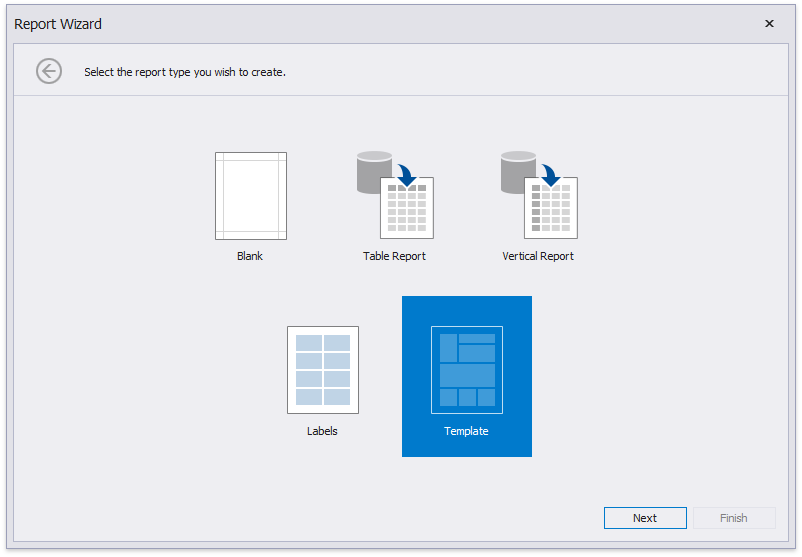 Report Wizard
Select the report type you wish to create.
Blank
Table Report
Vertical Report
Labels
Template
Next
Finish